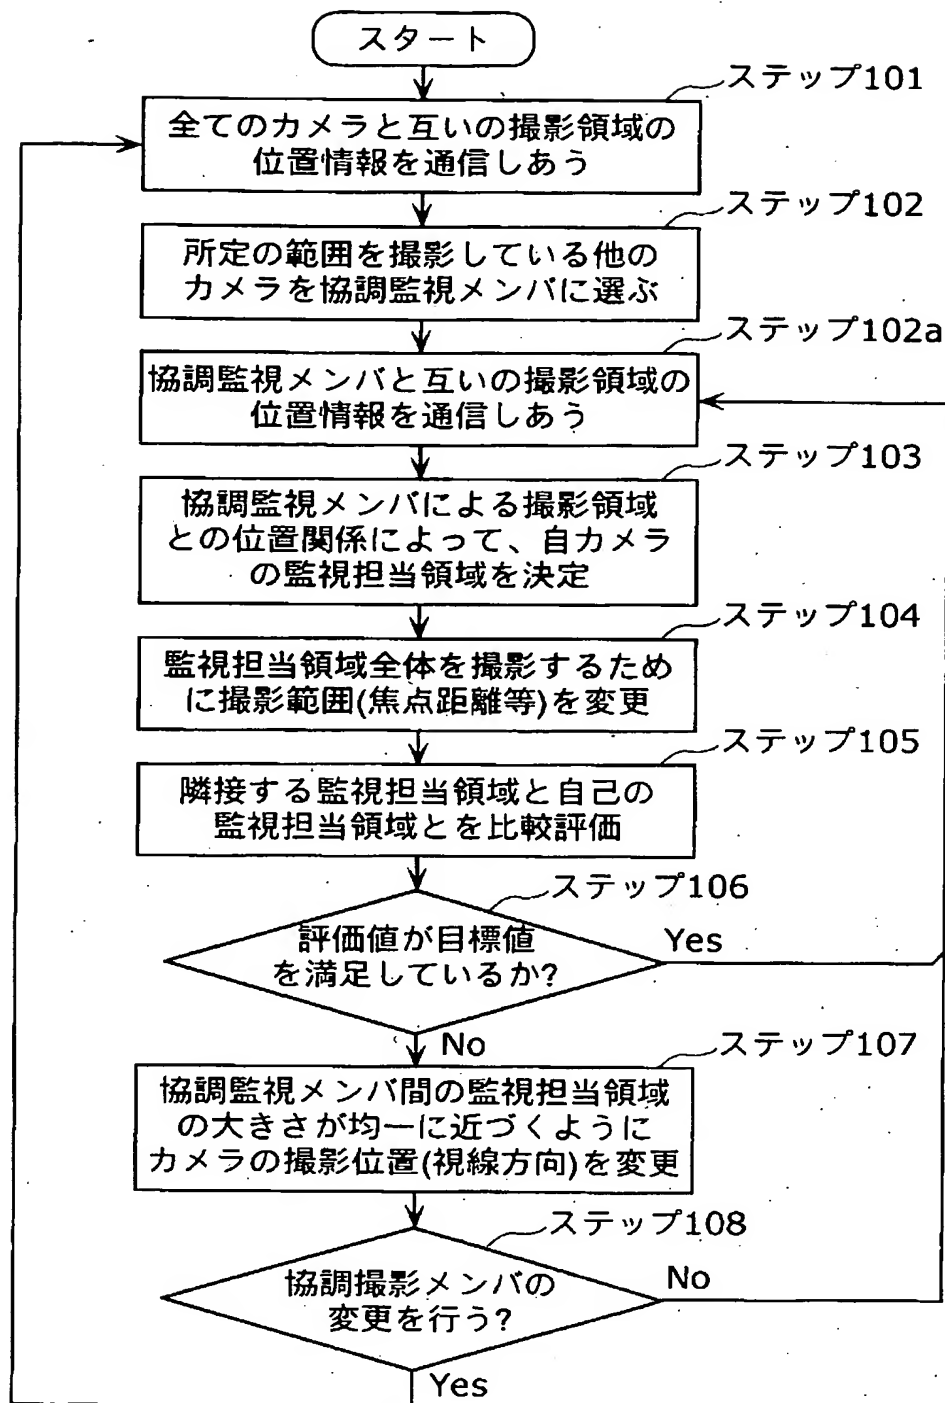 スタート
ステップ101
全てのカメラと互いの撮影領域の
位置情報を通信しあう
ステップ102
所定の範囲を撮影している他の
カメラを協調監視メンバに選ぶ
ステップ102a
協調監視メンバと互いの撮影領域の
位置情報を通信しあう
ステップ103
協調監視メンバによる撮影領域
との位置関係によって、自カメラ
の監視担当領域を決定
ステップ104
監視担当領域全体を撮影するため
に撮影範囲(焦点距離等)を変更
ステップ105
隣接する監視担当領域と自己の
監視担当領域とを比較評価
ステップ106
評価値が目標値
を満足しているか?
Yes
No
ステップ107
協調監視メンバ間の監視担当領域
の大きさが均一に近づくように
カメラの撮影位置(視線方向)を変更
ステップ108
協調撮影メンバの
変更を行う?
No
Yes